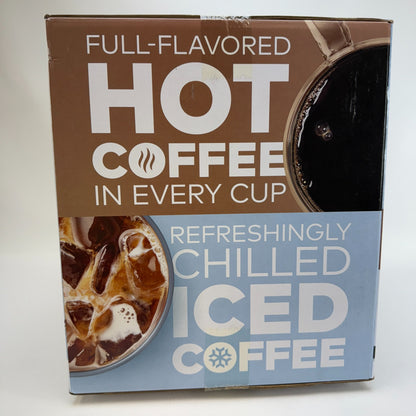 FULL-FLAVORED
HOT
COFFEE
IN EVERY CUP
REFRESHINGLY
CHILLED
ICED
COFFEE